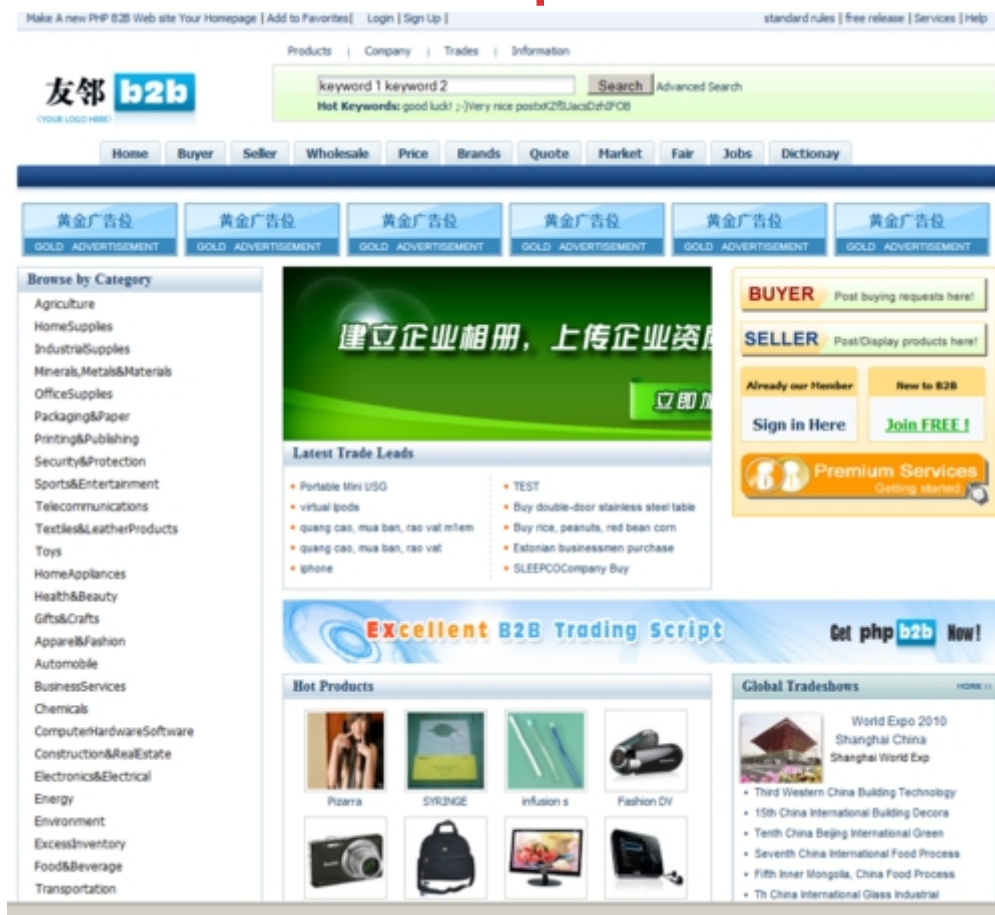 Make A new PHP B2B Web site Your Homepage | Add to Favorites| Login | Sign Up |
standard rules | free release | Services | Help
Products | Company | Trades | Information
友邻 b2b
<YOUR LOGO HERE>
keyword 1 keyword 2
Search Advanced Search
Hot Keywords: good luck! ;-)Very nice
Home Buyer Seller Wholesale Price Brands Quote Market Fair Jobs Dictionay
黄金广告位 黄金广告位 黄金广告位 黄金广告位 黄金广告位 黄金广告位
GOLD ADVERTISEMENT GOLD ADVERTISEMENT GOLD ADVERTISEMENT GOLD ADVERTISEMENT GOLD ADVERTISEMENT GOLD ADVERTISEMENT
Browse by Category
Agriculture
HomeSupplies
IndustrialSupplies
Minerals,Metals&Materials
OfficeSupplies
Packaging&Paper
Printing&Publishing
Security&Protection
Sports&Entertainment
Telecommunications
Textiles&LeatherProducts
Toys
HomeAppliances
Health&Beauty
Gifts&Crafts
Apparel&Fashion
Automobile
BusinessServices
Chemicals
ComputerHardwareSoftware
Construction&RealEstate
Electronics&Electrical
Energy
Environment
ExcessInventory
Food&Beverage
Transportation
建立企业相册，上传企业资
立即
Latest Trade Leads
Portable Mini USG
virtual Ipods
quang cao, mua ban, rao vat m1em
quang cao, mua ban, rao vat
iphone
TEST
Buy double-door stainless steel table
Buy rice, peanuts, red bean corn
Estonian businessmen purchase
SLEEPCOCompany Buy
BUYER Post buying requests here!
SELLER Post/Display products here!
Already our Member
Sign in Here
New to B2B
Join FREE !
Premium Services
Getting started
Excellent B2B Trading Script
Get php b2b Now!
Hot Products
Pizarra SYRINGE infusion s Fashion DV
Global Tradeshows
MORE >>
World Expo 2010
Shanghai China
Shanghai World Exp
Third Western China Building Technology
15th China International Building Decora
Tenth China Beijing International Green
Seventh China International Food Process
Fifth Inner Mongolia, China Food Process
Th China International Glass Industrial